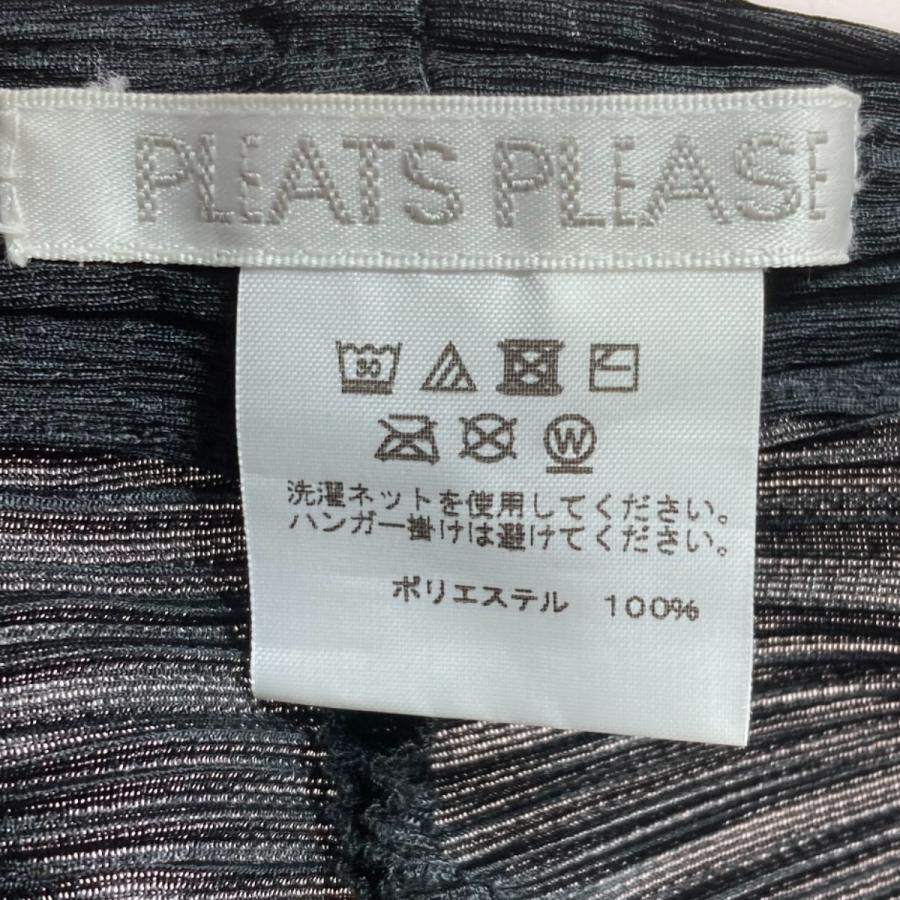 PLEATS PLEASE
30
W
洗濯ネットを使用してください。
ハンガー掛けは避けてください。
ポリエステル 100%